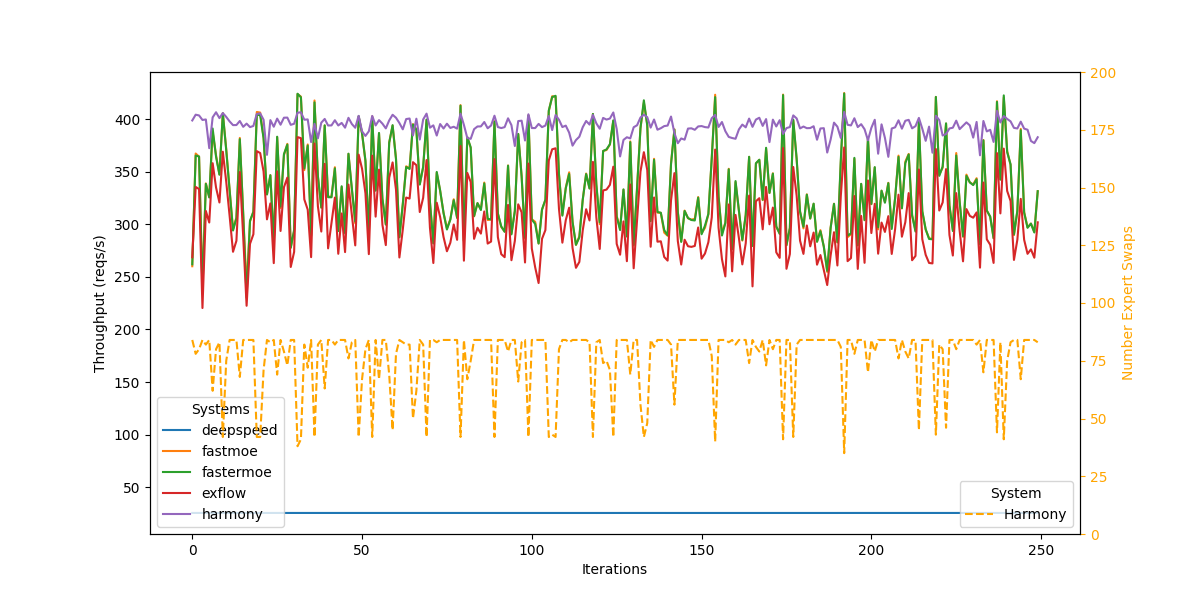 Throughput (reqs/s)
400
350
300
250
200
150
100
50
200
175
150
125
100
75
50
25
0
Number Expert Swaps
Systems
deepspeed
fastmoe
fastermoe
exflow
harmony
System
Harmony
0
50
100
150
200
250
Iterations